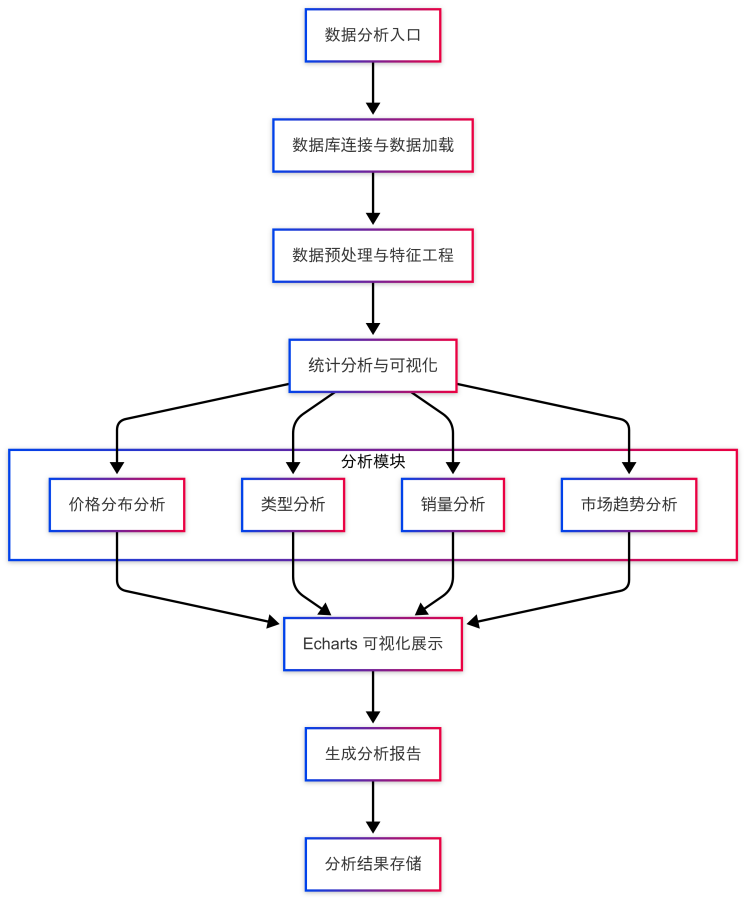 数据分析入口
数据库连接与数据加载
数据预处理与特征工程
统计分析与可视化
分析模块
价格分布分析
类型分析
销量分析
市场趋势分析
Echarts 可视化展示
生成分析报告
分析结果存储